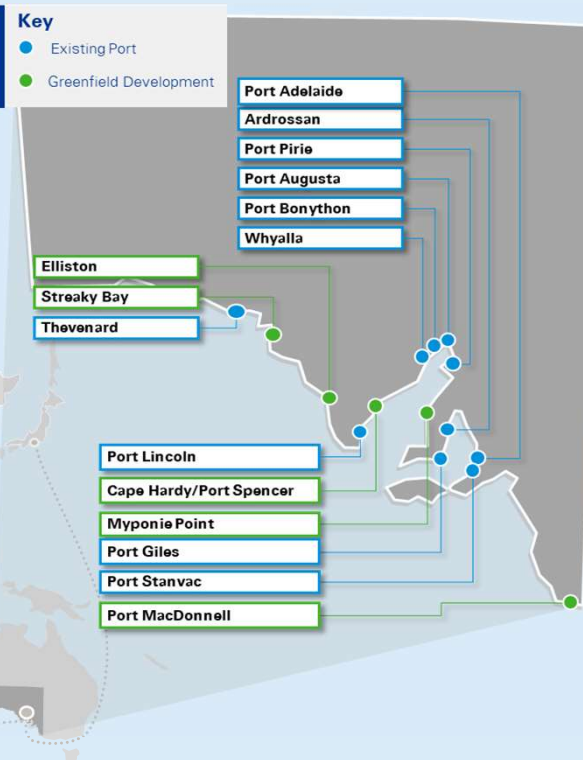 Key
Existing Port
Greenfield Development
Port Adelaide
Ardrossan
Port Pirie
Port Augusta
Port Bonython
Whyalla
Elliston
Streaky Bay
Thevenard
Port Lincoln
Cape Hardy/Port Spencer
Myponie Point
Port Giles
Port Stanvac
Port MacDonnell